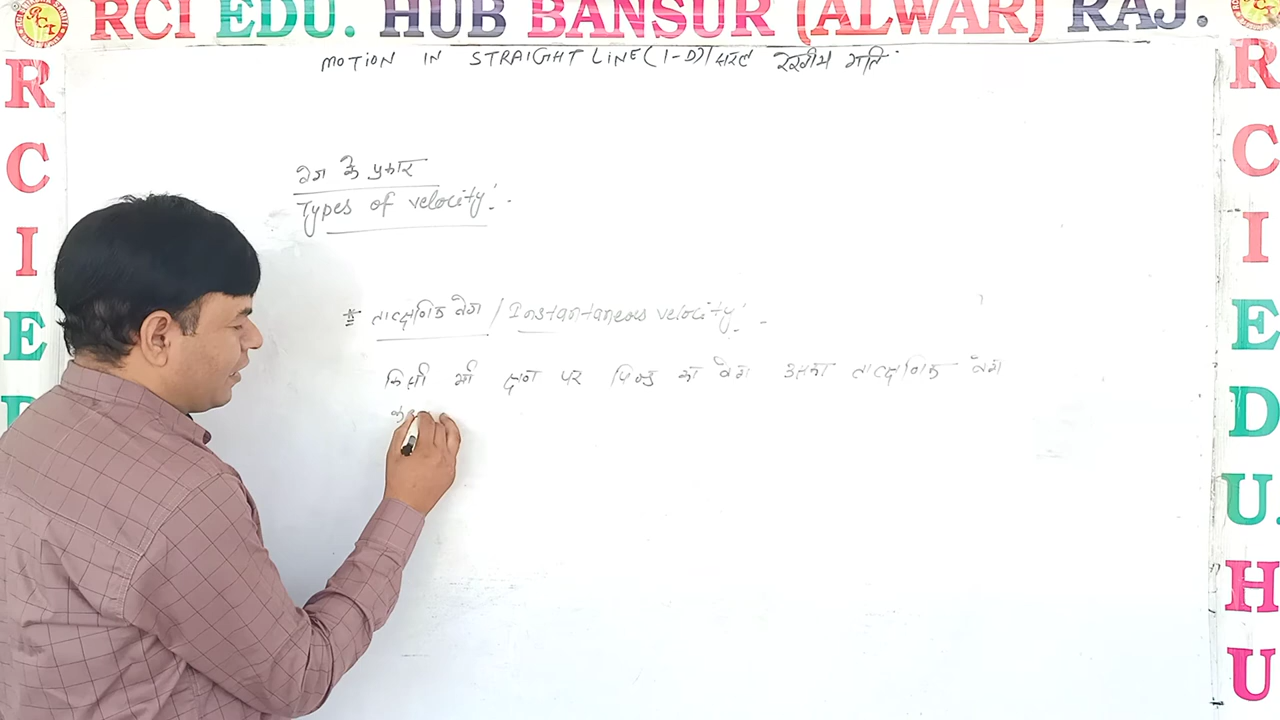 RCI EDU. HUB BANSUR (ALWAR) RAJ.
MOTION IN STRAIGHT LINE (1-D) / सरल रेखीय गति
वेग के प्रकार
Types of velocity:-
* तात्क्षणिक वेग / Instantaneous velocity:-
किसी भी क्षण पर पिण्ड का वेग उसका तात्क्षणिक वेग
R
C
I
E
D
R
C
I
E
D
U.
H
U